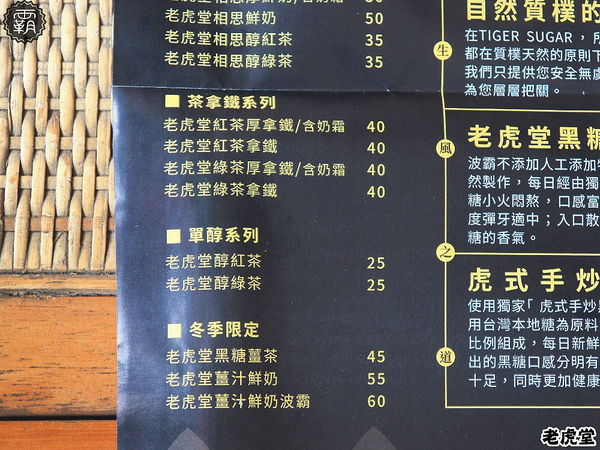 霸
老虎堂相思鮮奶 50
老虎堂相思醇紅茶 35
老虎堂相思醇綠茶 35
茶拿鐵系列
老虎堂紅茶厚拿鐵/含奶霜 40
老虎堂紅茶拿鐵 40
老虎堂綠茶厚拿鐵/含奶霜 40
老虎堂綠茶拿鐵 40
單醇系列
老虎堂醇紅茶 25
老虎堂醇綠茶 25
冬季限定
老虎堂黑糖薑茶 45
老虎堂薑汁鮮奶 55
老虎堂薑汁鮮奶波霸 60
生
風
之
道
自然質樸的
在TIGER SUGAR，所
都在質樸天然的原則下
我們只提供您安全無虞
為您層層把關。
老虎堂黑糖
波霸不添加人工添加物
然製作，每日經由獨
糖小火悶熬，口感富
度彈牙適中；入口散
糖的香氣。
虎式手炒
使用獨家「虎式手炒黑
用台灣本地糖為原料
比例組成，每日新鮮
出的黑糖口感分明有
十足，同時更加健康
老虎堂